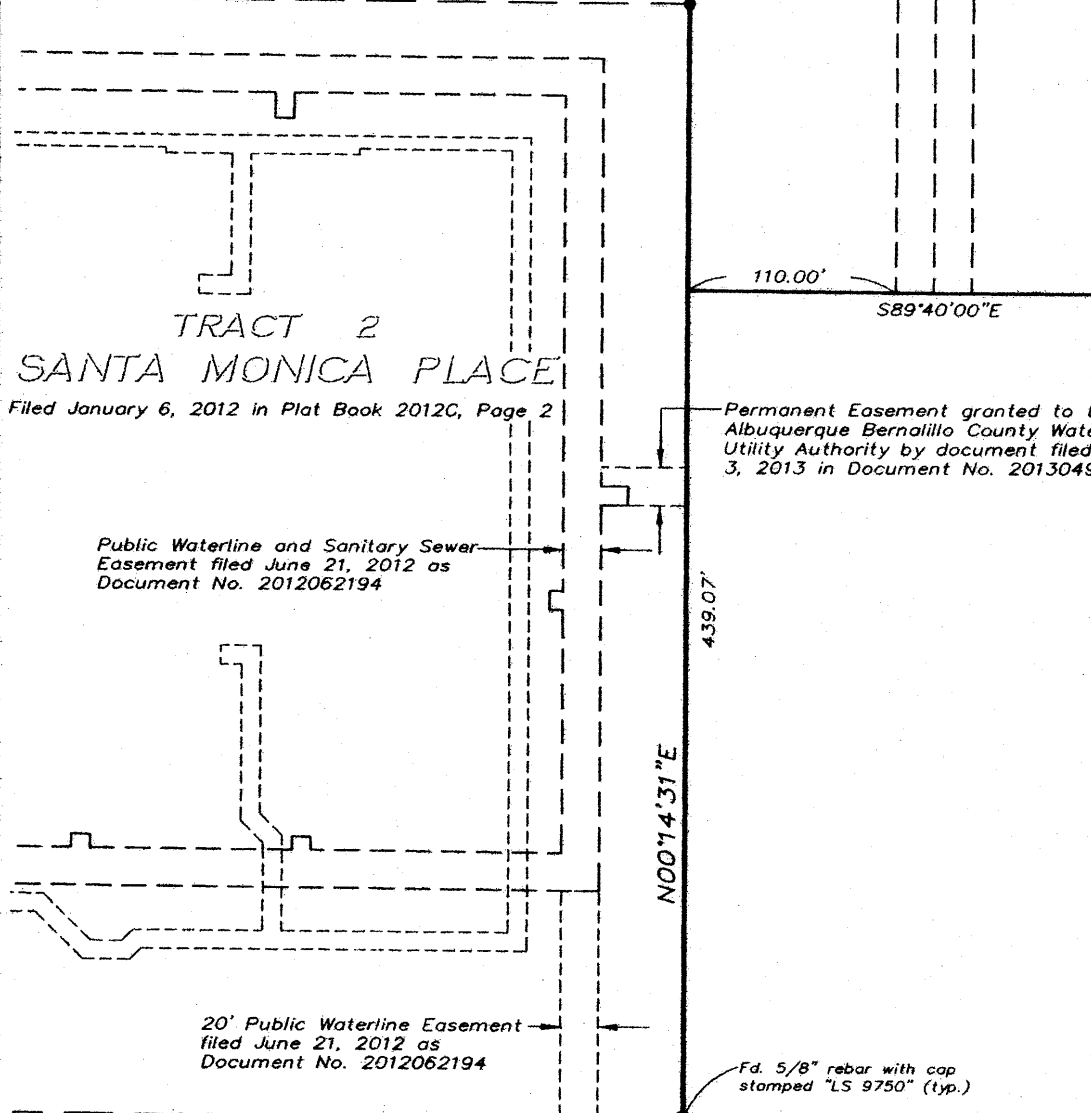 110.00'
S89°40'00"E
TRACT 2
SANTA MONICA PLACE
Filed January 6, 2012 in Plat Book 2012C, Page 2
Permanent Easement granted to
Albuquerque Bernalillo County
Utility Authority by document filed
3, 2013 in Document No.
Public Waterline and Sanitary Sewer
Easement filed June 21, 2012 as
Document No. 2012062194
439.07'
N00°14'31"E
20' Public Waterline Easement
filed June 21, 2012 as
Document No. 2012062194
Fd. 5/8" rebar with cap
stamped "LS 9750" (typ.)